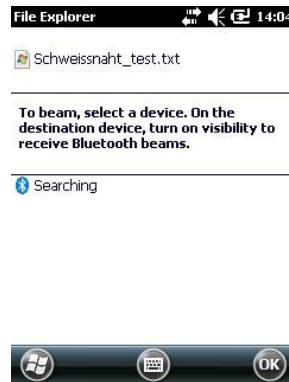 File Explorer 14:04
Schweissnaht_test.txt
To beam, select a device. On the
destination device, turn on visibility to
receive Bluetooth beams.
Searching
OK